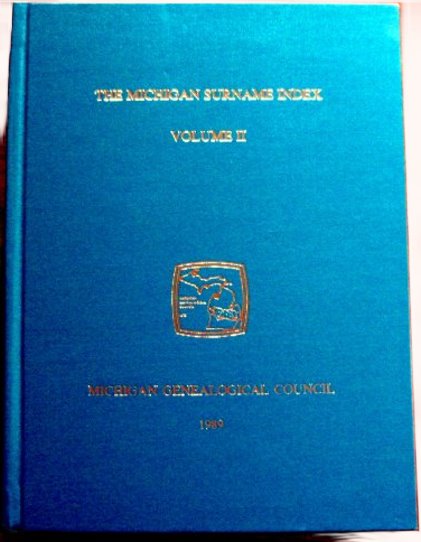 THE MICHIGAN SURNAME INDEX
VOLUME II
MICHIGAN GENEALOGICAL COUNCIL
1989